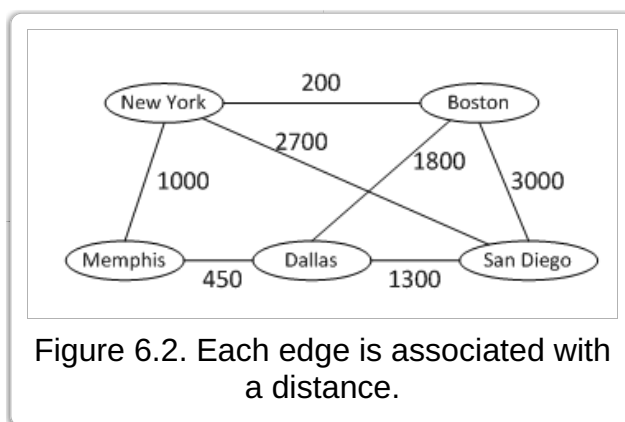 200
New York
Boston
2700
1800
1000
3000
Memphis
Dallas
San Diego
450
1300
Figure 6.2. Each edge is associated with
a distance.